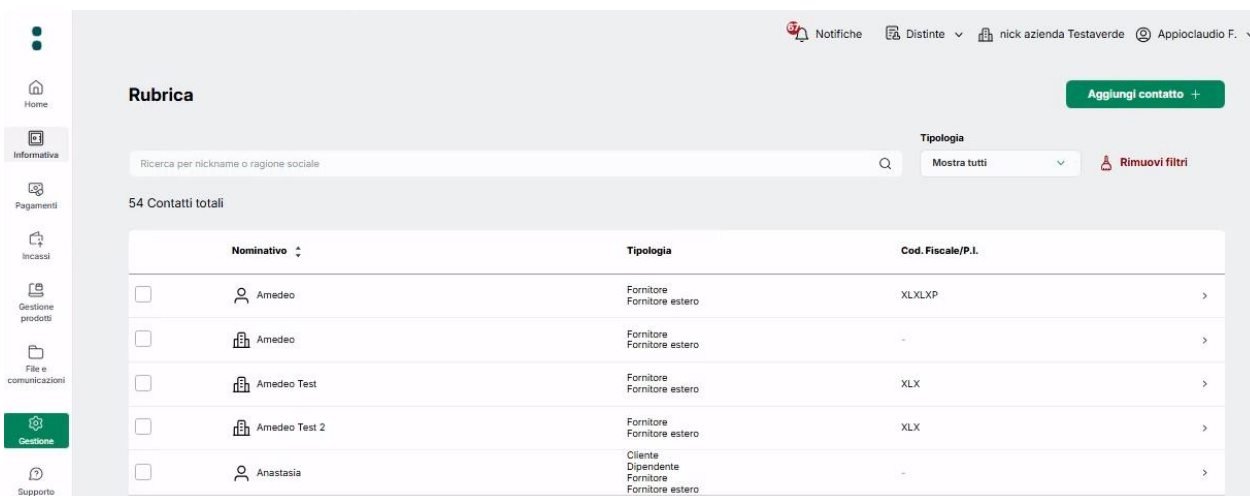 67 Notifiche Distinte nick azienda Testaverde Appioclaudio F.
Home
Informativa
Pagamenti
Incassi
Gestione
prodotti
File e
comunicazioni
Gestione
Supporto
Rubrica
Aggiungi contatto +
Tipologia
Ricerca per nickname o ragione sociale
Mostra tutti
Rimuovi filtri
54 Contatti totali
Nominativo Tipologia Cod. Fiscale/P.I.
Amedeo
Fornitore
Fornitore estero
XLXLXP
Amedeo
Fornitore
Fornitore estero
-
Amedeo Test
Fornitore
Fornitore estero
XLX
Amedeo Test 2
Fornitore
Fornitore estero
XLX
Anastasia
Cliente
Dipendente
Fornitore
Fornitore estero
-